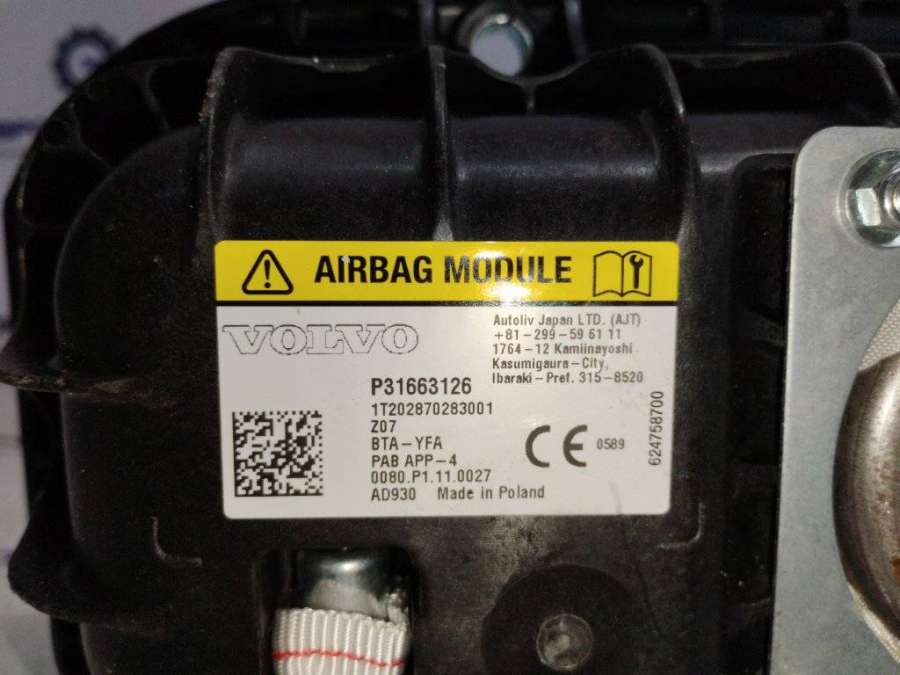 AIRBAG MODULE
VOLVO
Autoliv Japan LTD. (AJT)
+81-299-59 61 11
1764-12 Kamiinayoshi
Kasumigaura-City,
Ibaraki-Pref. 315-8520
P31663126
1T202870283001
Z07
BTA-YFA
PAB APP-4
0080.P1.11.0027
AD930 Made in Poland
CE 0589
624758700